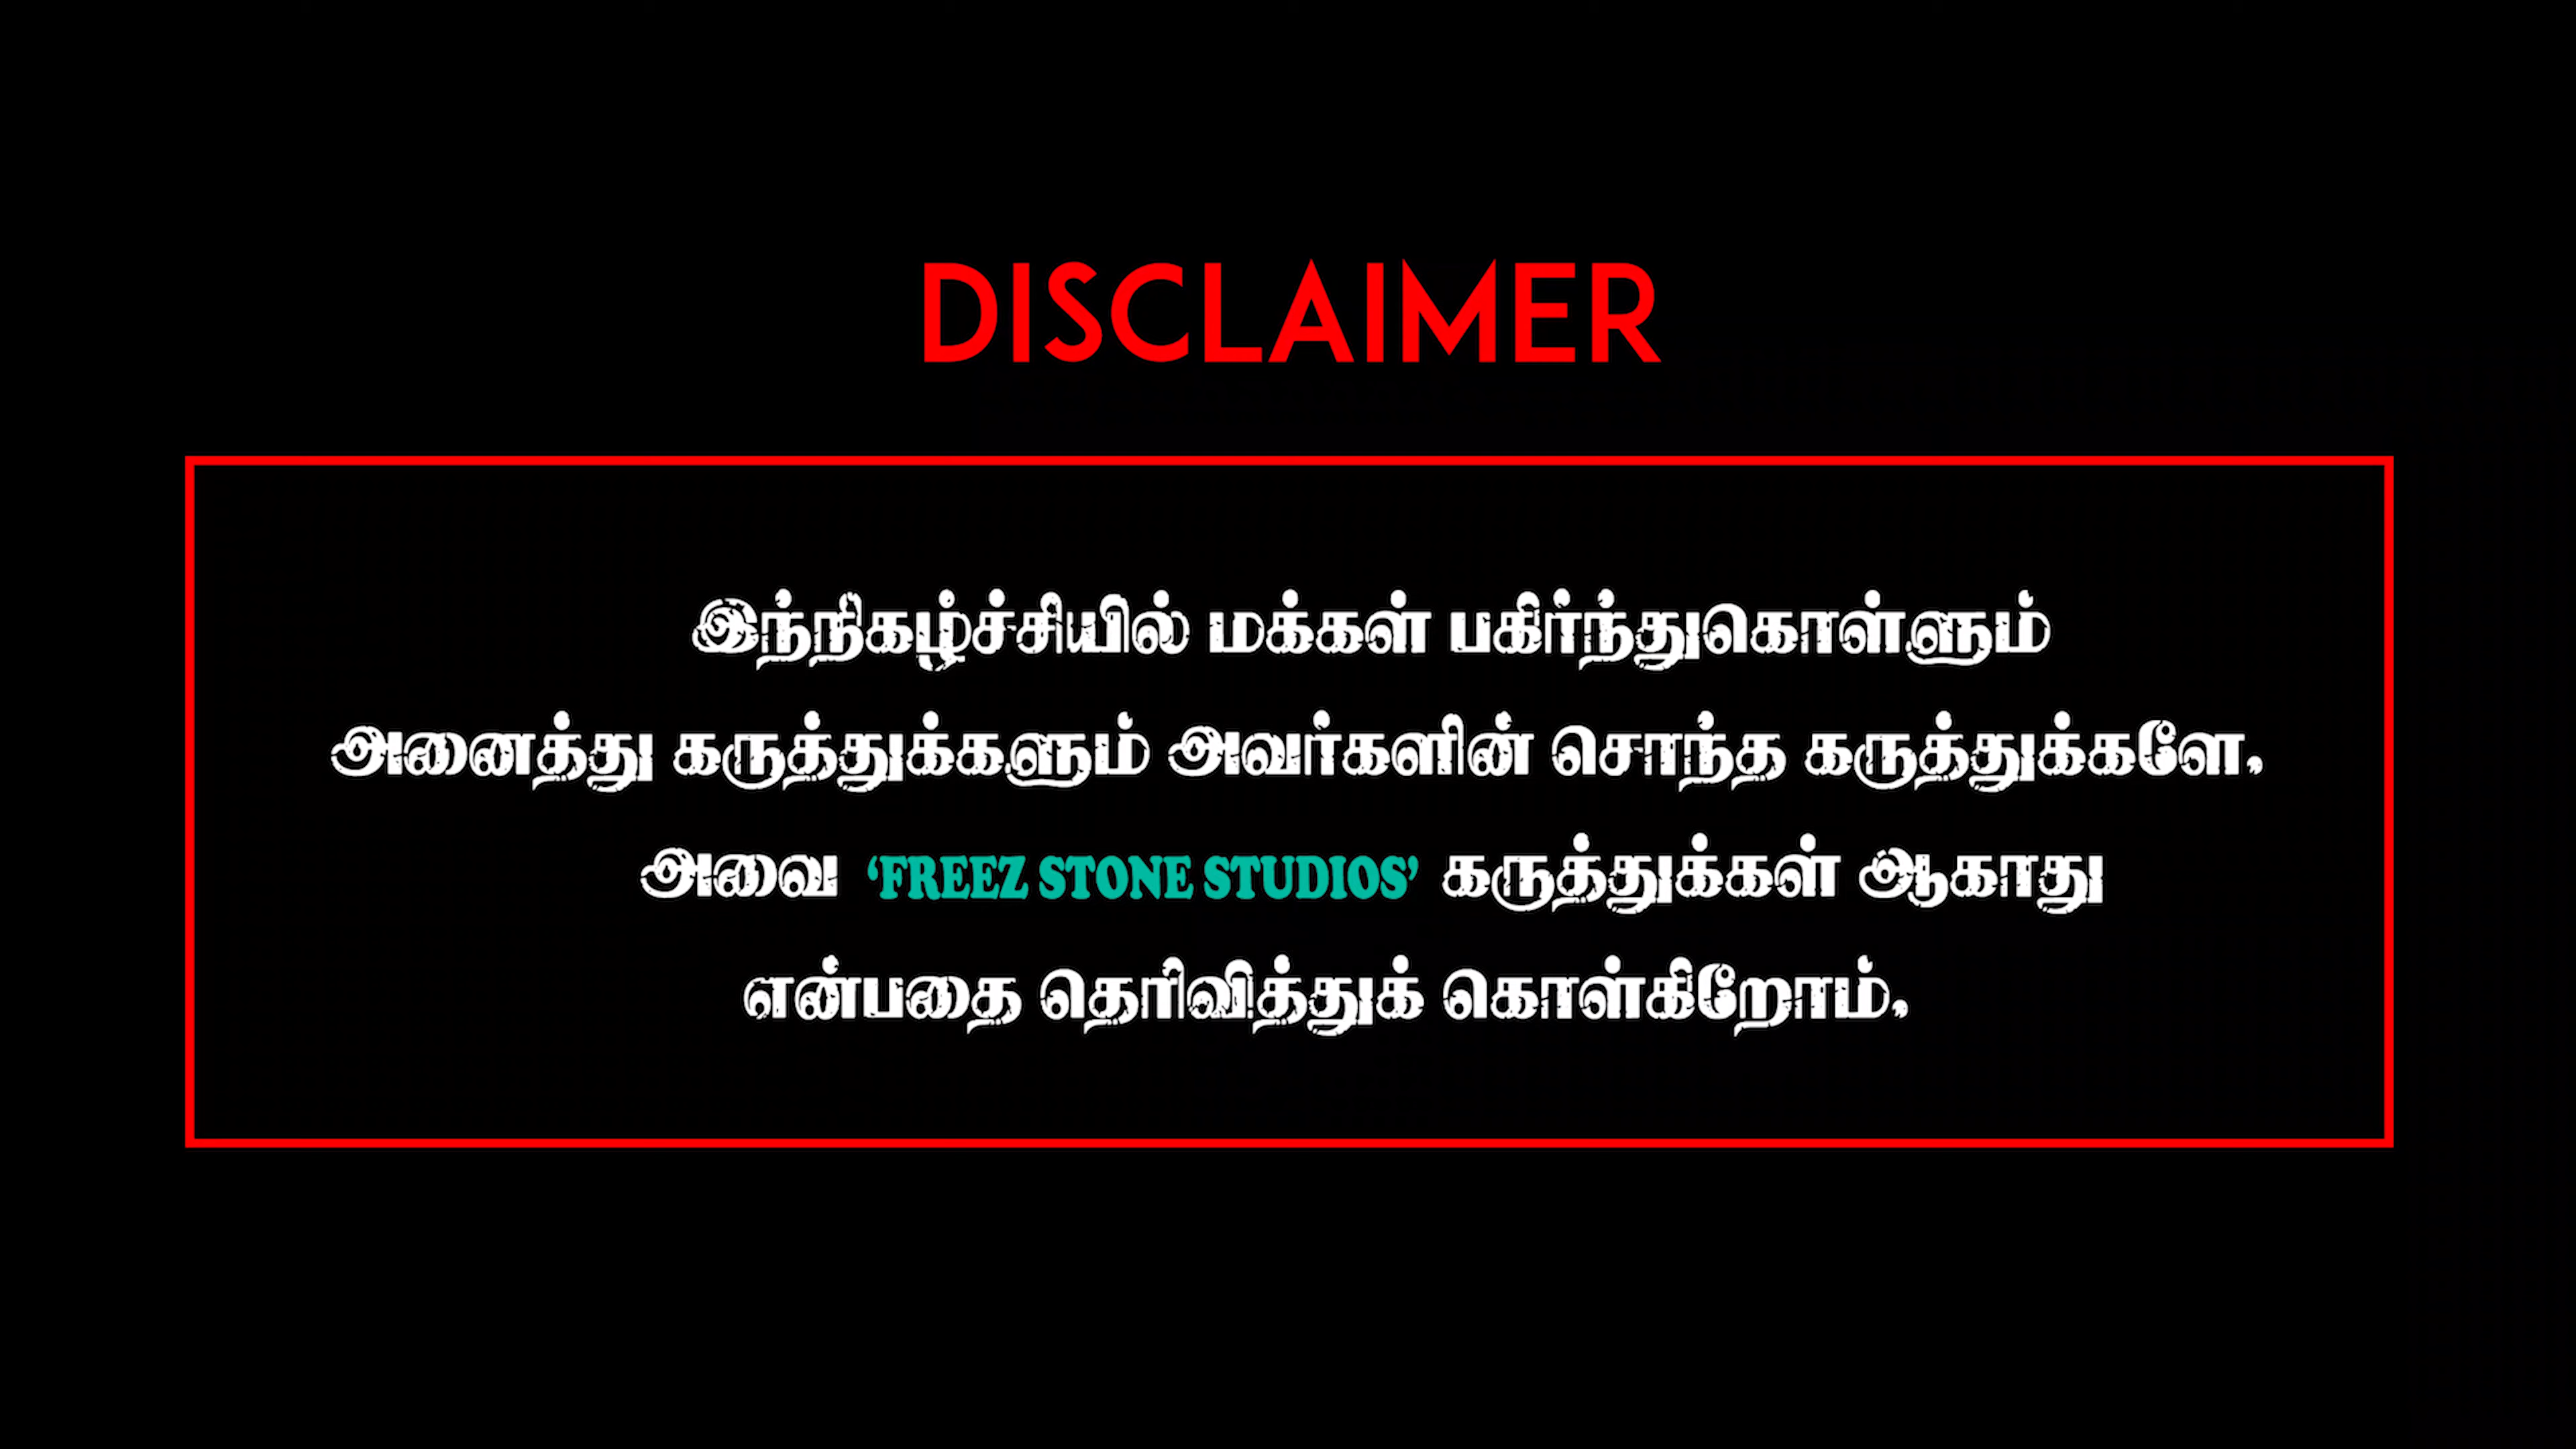 DISCLAIMER
இந்நிகழ்ச்சியில் மக்கள் பகிர்ந்துகொள்ளும்
அனைத்து கருத்துக்களும் அவர்களின் சொந்த கருத்துக்களே.
அவை ‘FREEZ STONE STUDIOS’ கருத்துக்கள் ஆகாது
என்பதை தெரிவித்துக் கொள்கிறோம்.